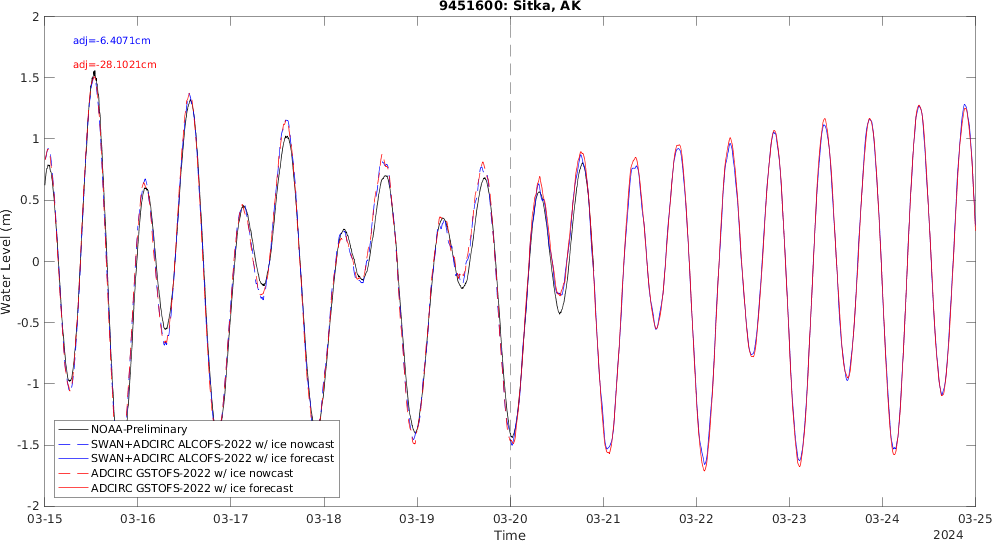 9451600: Sitka, AK
adj=-6.4071cm
adj=-28.1021cm
Water Level (m)
2
1.5
1
0.5
0
-0.5
-1
-1.5
-2
NOAA-Preliminary
SWAN+ADCIRC ALCOFS-2022 w/ ice nowcast
SWAN+ADCIRC ALCOFS-2022 w/ ice forecast
ADCIRC GSTOFS-2022 w/ ice nowcast
ADCIRC GSTOFS-2022 w/ ice forecast
03-15 03-16 03-17 03-18 03-19 03-20 03-21 03-22 03-23 03-24 03-25
Time
2024